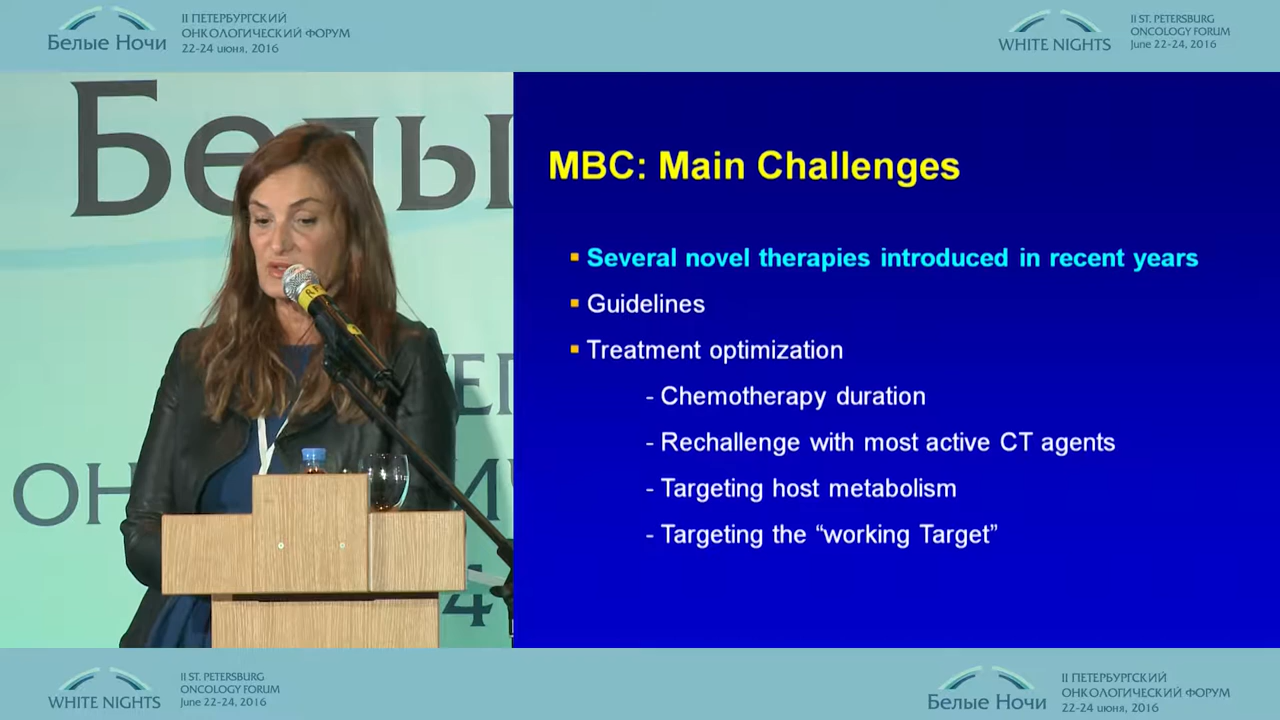 Белые Ночи
II ПЕТЕРБУРГСКИЙ
ОНКОЛОГИЧЕСКИЙ ФОРУМ
22-24 июня, 2016
WHITE NIGHTS
II ST. PETERSBURG
ONCOLOGY FORUM
June 22-24, 2016
Белы
MBC: Main Challenges
▪ Several novel therapies introduced in recent years
▪ Guidelines
▪ Treatment optimization
- Chemotherapy duration
- Rechallenge with most active CT agents
- Targeting host metabolism
- Targeting the “working Target”
WHITE NIGHTS
II ST. PETERSBURG
ONCOLOGY FORUM
June 22-24, 2016
Белые Ночи
II ПЕТЕРБУРГСКИЙ
ОНКОЛОГИЧЕСКИЙ ФОРУМ
22-24 июня, 2016